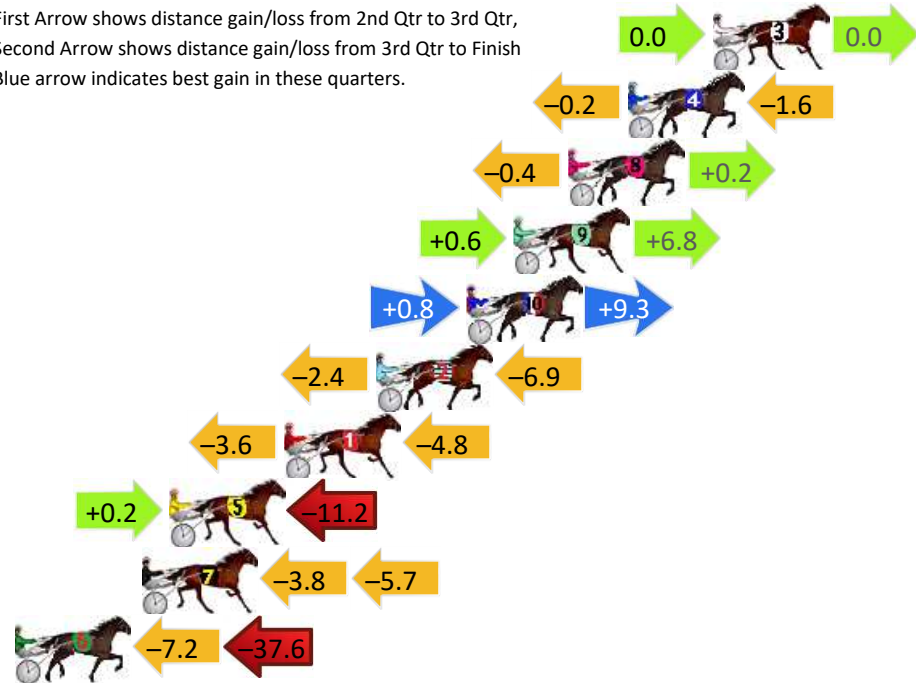 First Arrow shows distance gain/loss from 2nd Qtr to 3rd Qtr,
Second Arrow shows distance gain/loss from 3rd Qtr to Finish
Blue arrow indicates best gain in these quarters.
0.0 3 0.0
–0.2 4 –1.6
–0.4 8 +0.2
+0.6 9 +6.8
+0.8 10 +9.3
–2.4 2 –6.9
–3.6 1 –4.8
+0.2 5 –11.2
7 –3.8 –5.7
6 –7.2 –37.6